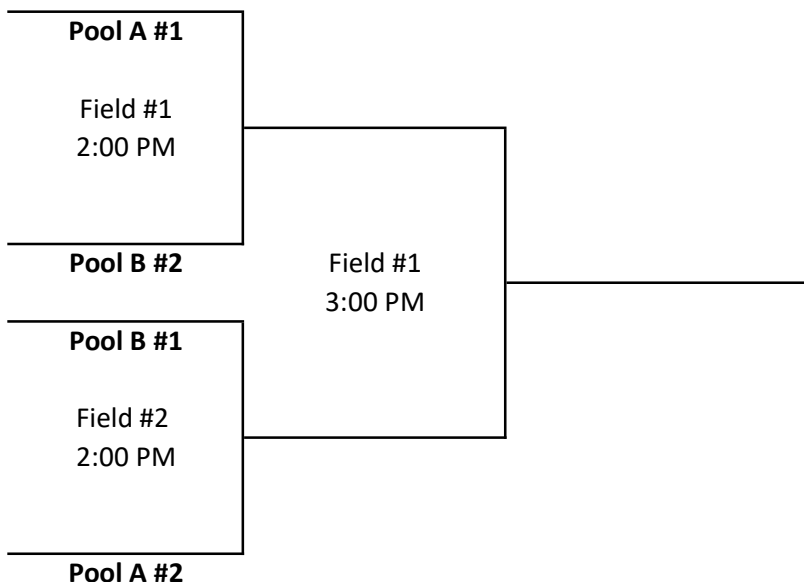 Pool A #1
Field #1
2:00 PM
Pool B #2
Field #1
3:00 PM
Pool B #1
Field #2
2:00 PM
Pool A #2